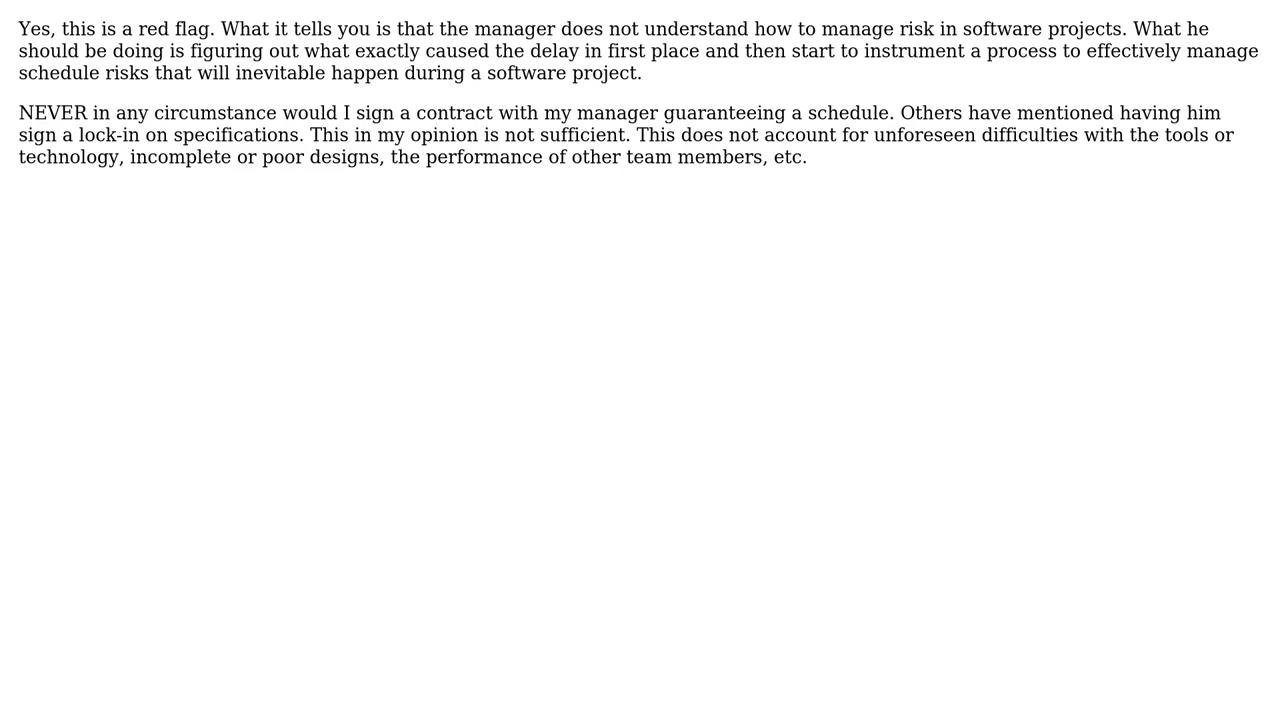 Yes, this is a red flag. What it tells you is that the manager does not understand how to manage risk in software projects. What he
should be doing is figuring out what exactly caused the delay in first place and then start to instrument a process to effectively manage
schedule risks that will inevitable happen during a software project.
NEVER in any circumstance would I sign a contract with my manager guaranteeing a schedule. Others have mentioned having him
sign a lock-in on specifications. This in my opinion is not sufficient. This does not account for unforeseen difficulties with the tools or
technology, incomplete or poor designs, the performance of other team members, etc.